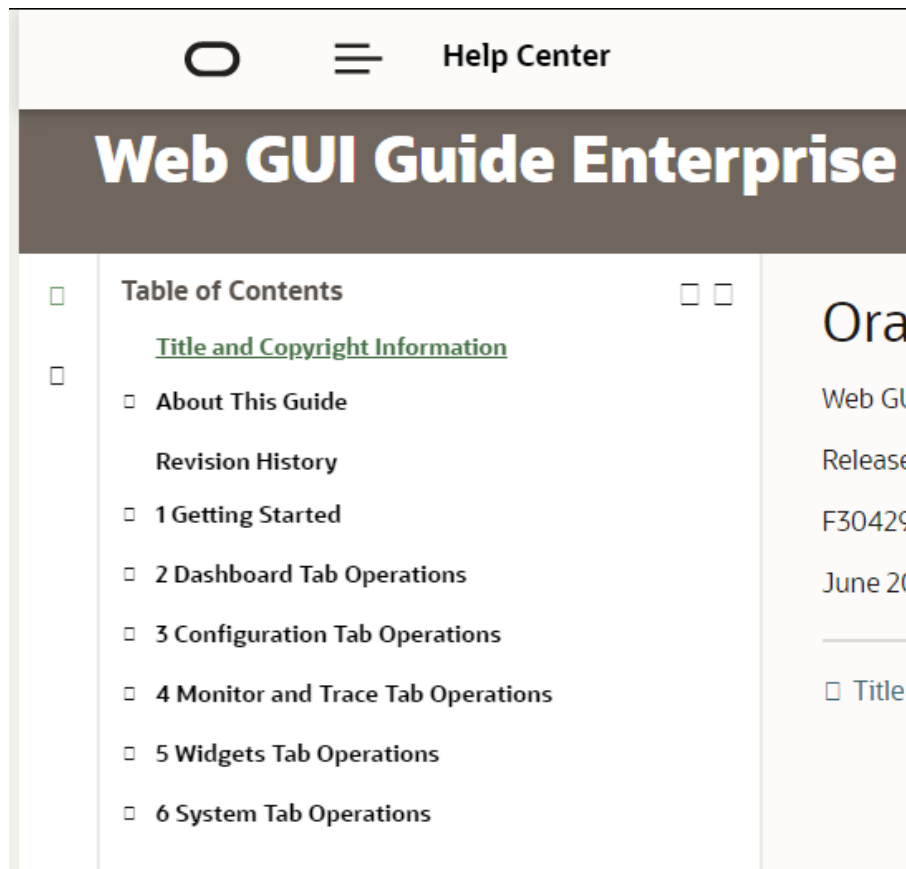 Help Center
Web GUI Guide Enterprise
Table of Contents
Title and Copyright Information
About This Guide
Revision History
1 Getting Started
2 Dashboard Tab Operations
3 Configuration Tab Operations
4 Monitor and Trace Tab Operations
5 Widgets Tab Operations
6 System Tab Operations
Ora
Web GU
Release
F30429
June 20
Title